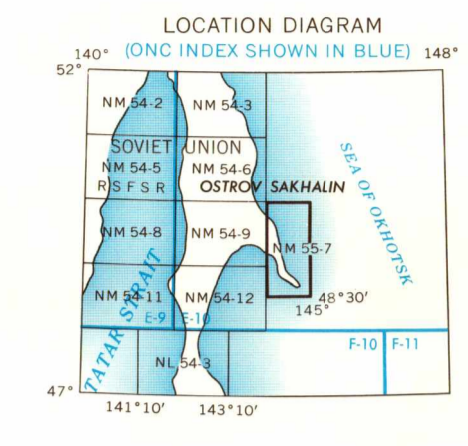 LOCATION DIAGRAM
(ONC INDEX SHOWN IN BLUE)
140°
148°
52°
NM 54-2
NM 54-3
SOVIET UNION
NM 54-5
NM 54-6
RSFSR
OSTROV SAKHALIN
SEA OF OKHOTSK
NM 54-8
NM 54-9
NM 55-7
TATAR STRAIT
NM 54-11
NM 54-12
48°30'
145°
E-9
E-10
F-10
F-11
NL 54-3
47°
141°10'
143°10'